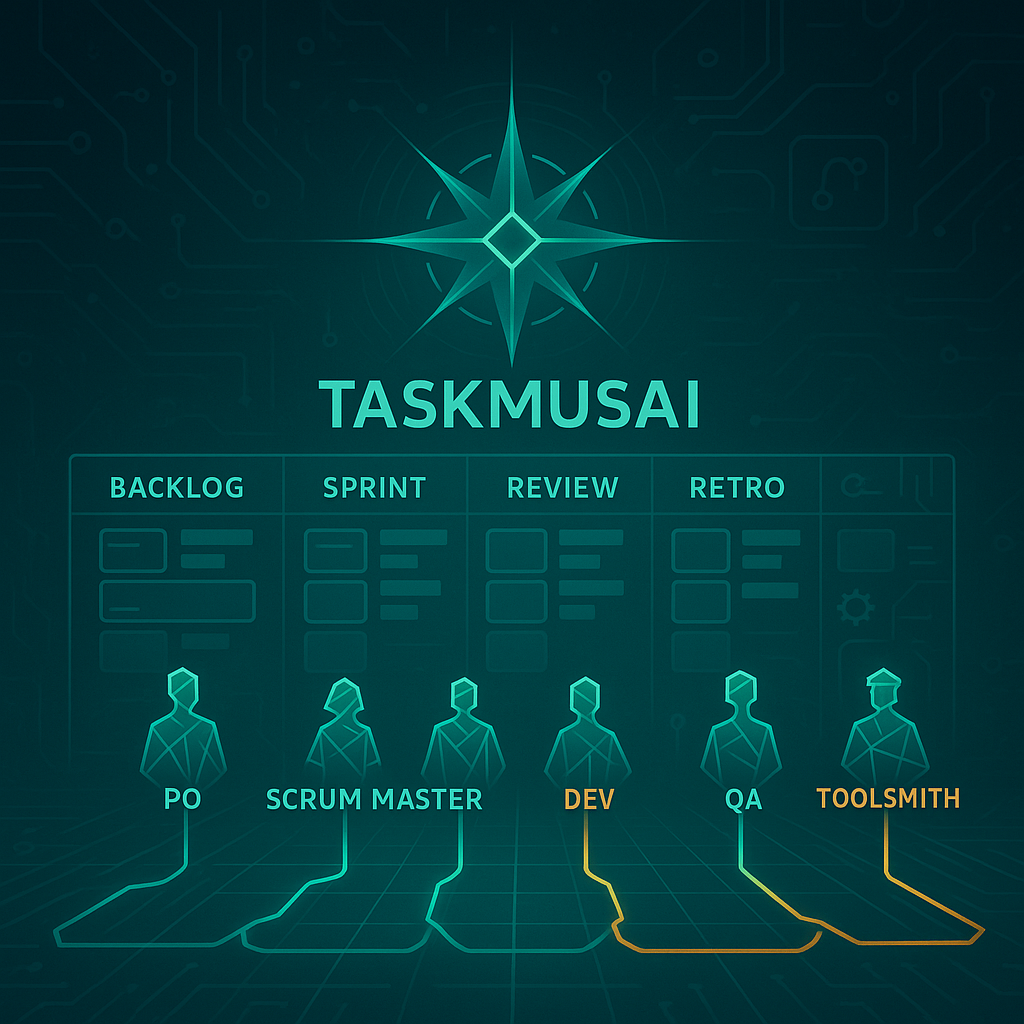 TASKMUSAI
BACKLOG SPRINT REVIEW RETRO
PO SCRUM MASTER DEV QA TOOLSMITH